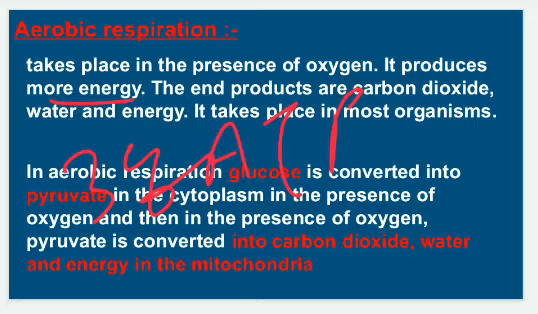 Aerobic respiration :-
takes place in the presence of oxygen. It produces
more energy. The end products are carbon dioxide,
water and energy. It takes place in most organisms.
38 ATP
In aerobic respiration glucose is converted into
pyruvate in the cytoplasm in the presence of
oxygen and then in the presence of oxygen,
pyruvate is converted into carbon dioxide, water
and energy in the mitochondria